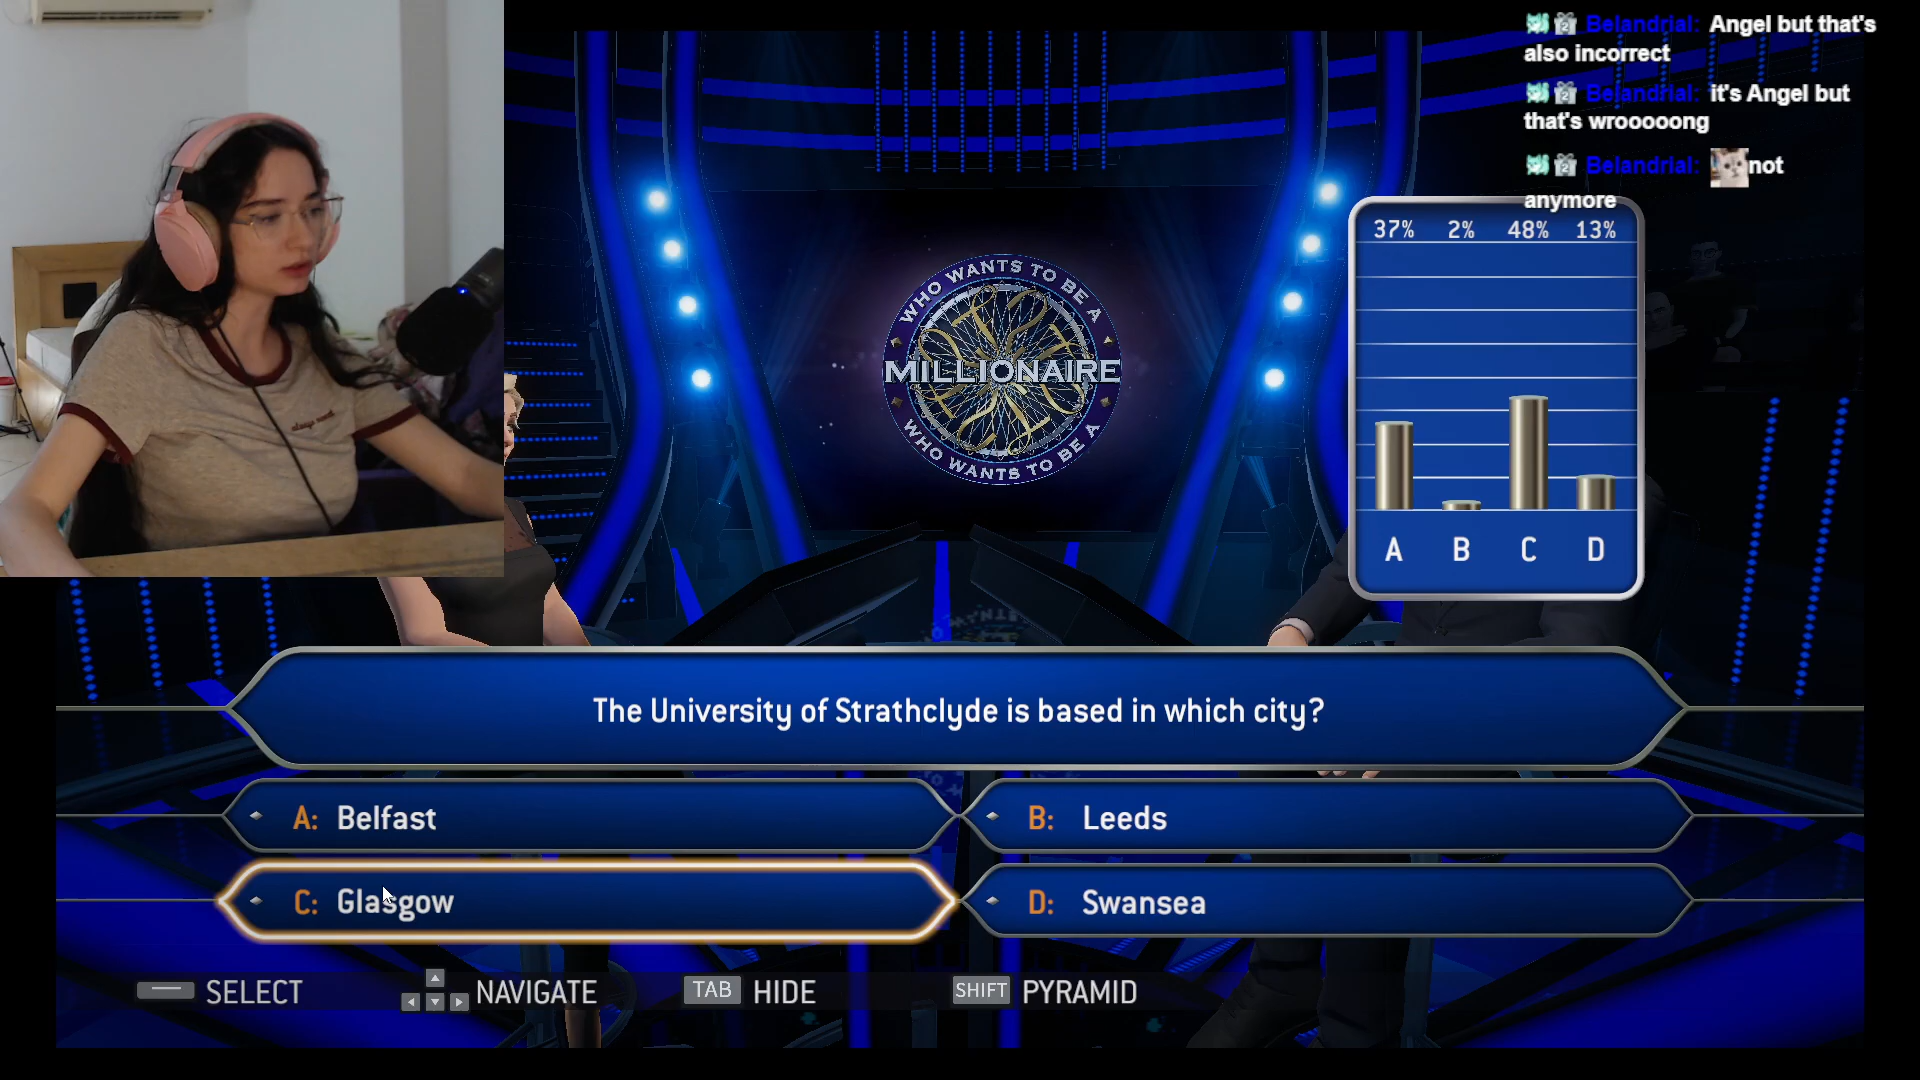 Belandrial: Angel but that's
also incorrect
Belandrial: it's Angel but
that's wrooooong
Belandrial: not
anymore
37% 2% 48% 13%
WHO WANTS TO BE A
MILLIONAIRE
WHO WANTS TO BE A
A B C D
The University of Strathclyde is based in which city?
A: Belfast
B: Leeds
C: Glasgow
D: Swansea
SELECT
NAVIGATE
TAB HIDE
SHIFT PYRAMID